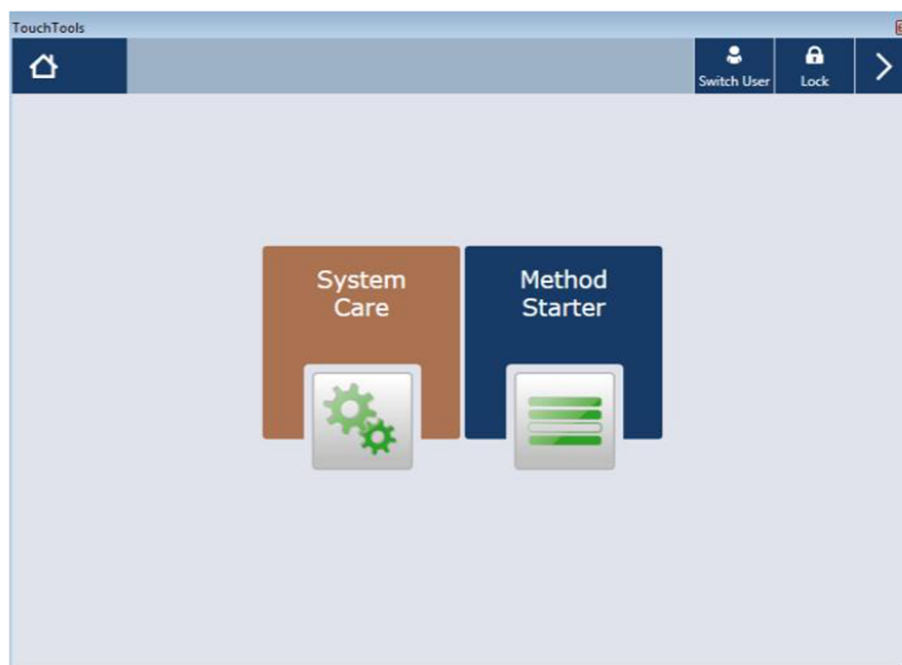 TouchTools
Switch User
Lock
System
Care
Method
Starter